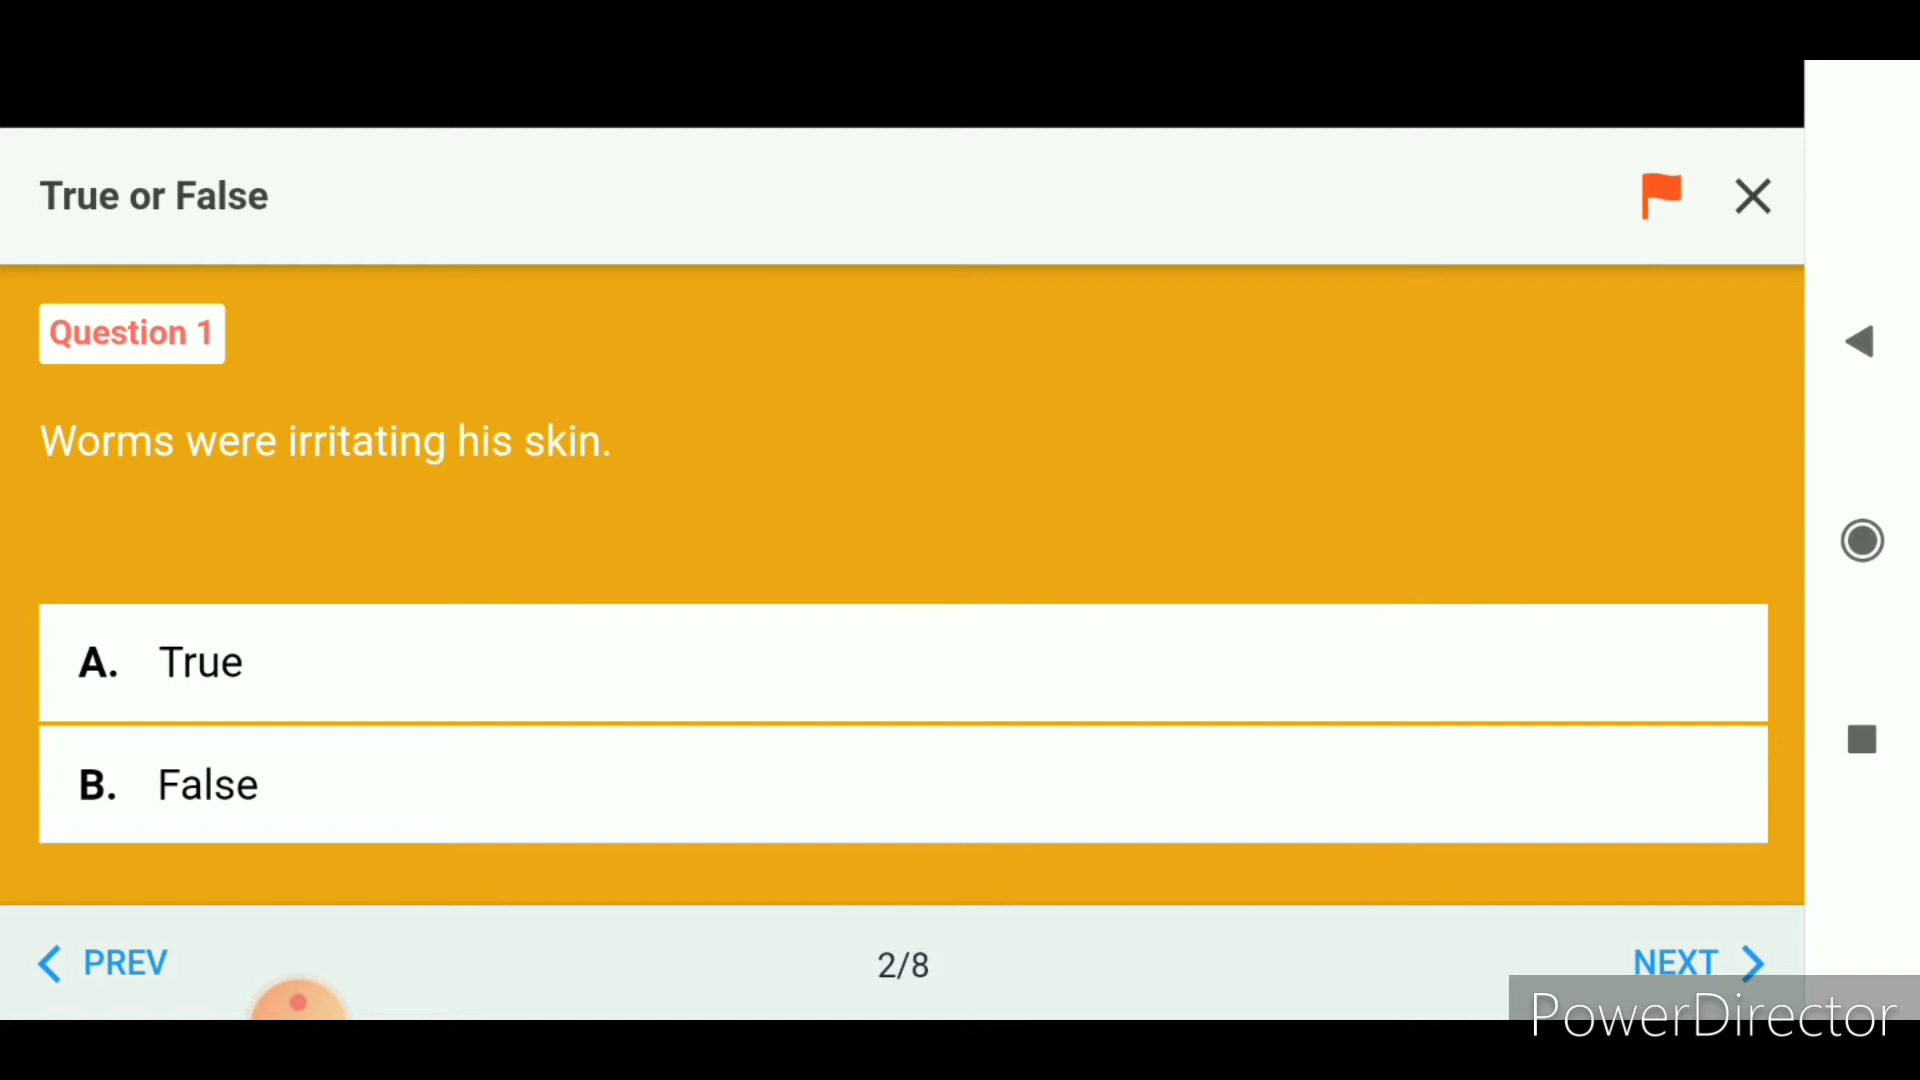 True or False
Question 1
Worms were irritating his skin.
A. True
B. False
PREV
2/8
NEXT
PowerDirector